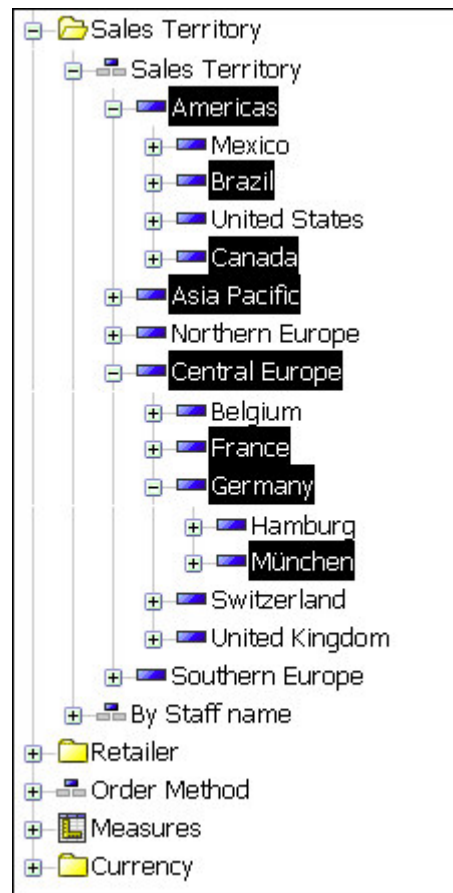 Sales Territory
Sales Territory
Americas
Mexico
Brazil
United States
Canada
Asia Pacific
Northern Europe
Central Europe
Belgium
France
Germany
Hamburg
München
Switzerland
United Kingdom
Southern Europe
By Staff name
Retailer
Order Method
Measures
Currency